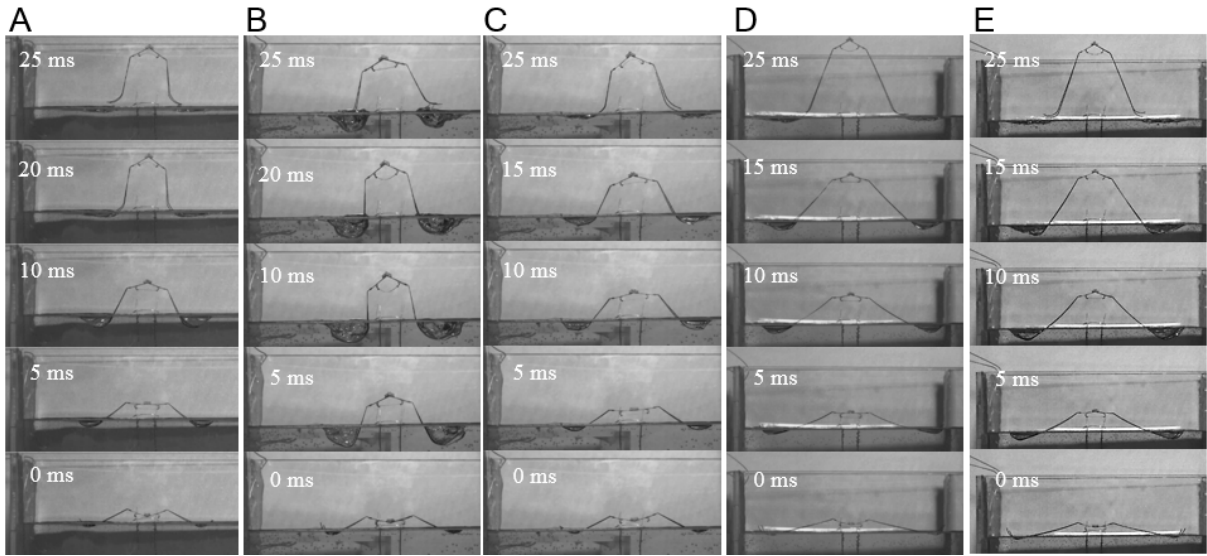 A B C D E
25 ms 25 ms 25 ms 25 ms 25 ms
20 ms 20 ms 15 ms 15 ms 15 ms
10 ms 10 ms 10 ms 10 ms 10 ms
5 ms 5 ms 5 ms 5 ms 5 ms
0 ms 0 ms 0 ms 0 ms 0 ms